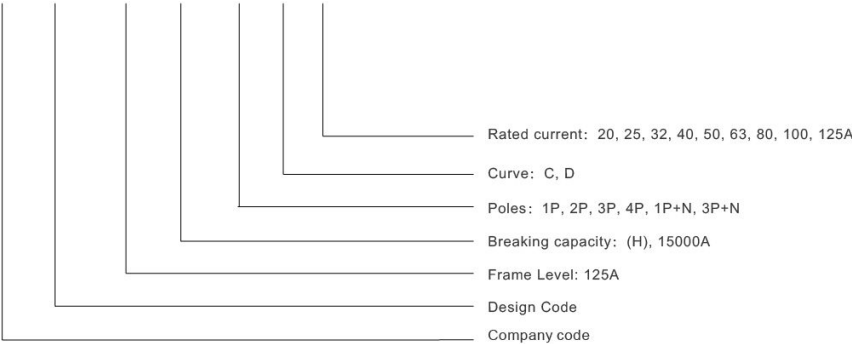 Rated current: 20, 25, 32, 40, 50, 63, 80, 100, 125A
Curve: C, D
Poles: 1P, 2P, 3P, 4P, 1P+N, 3P+N
Breaking capacity: (H), 15000A
Frame Level: 125A
Design Code
Company code